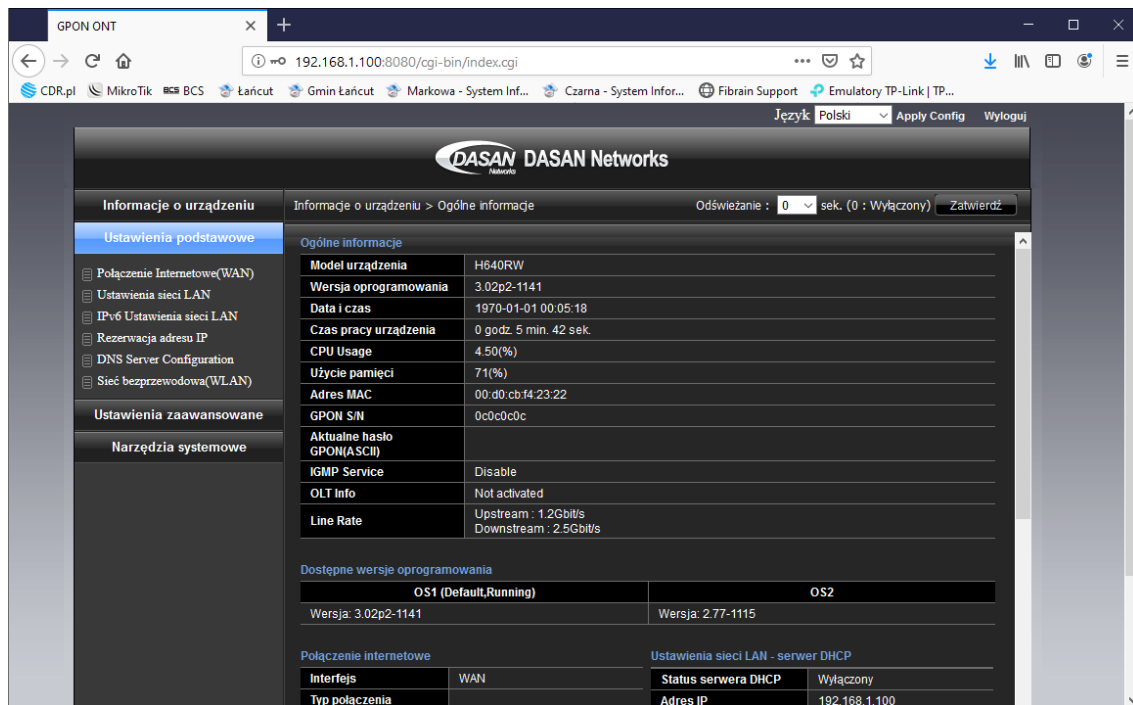 GPON ONT
192.168.1.100:8080/cgi-bin/index.cgi
CDR.pl MikroTik BCS BCS Łańcut Gmin Łańcut Markowa - System Inf... Czarna - System Infor... Fibrain Support Emulatory TP-Link | TP...
Język Polski Apply Config Wyloguj
DASAN Networks DASAN Networks
Informacje o urządzeniu
Ustawienia podstawowe
Połączenie Internetowe(WAN)
Ustawienia sieci LAN
IPv6 Ustawienia sieci LAN
Rezerwacja adresu IP
DNS Server Configuration
Sieć bezprzewodowa(WLAN)
Ustawienia zaawansowane
Narzędzia systemowe
Informacje o urządzeniu > Ogólne informacje Odświeżanie : 0 sek. (0 : Wyłączony) Zatwierdź
Ogólne informacje
Model urządzenia H640RW
Wersja oprogramowania 3.02p2-1141
Data i czas 1970-01-01 00:05:18
Czas pracy urządzenia 0 godz. 5 min. 42 sek.
CPU Usage 4.50(%)
Użycie pamięci 71(%)
Adres MAC 00:d0:cb:f4:23:22
GPON S/N 0c0c0c0c
Aktualne hasło
GPON(ASCII)
IGMP Service Disable
OLT Info Not activated
Line Rate Upstream : 1.2Gbit/s
Downstream : 2.5Gbit/s
Dostępne wersje oprogramowania
OS1 (Default,Running) OS2
Wersja: 3.02p2-1141 Wersja: 2.77-1115
Połączenie internetowe Ustawienia sieci LAN - serwer DHCP
Interfejs WAN Status serwera DHCP Wyłączony
Typ połączenia Adres IP 192.168.1.100